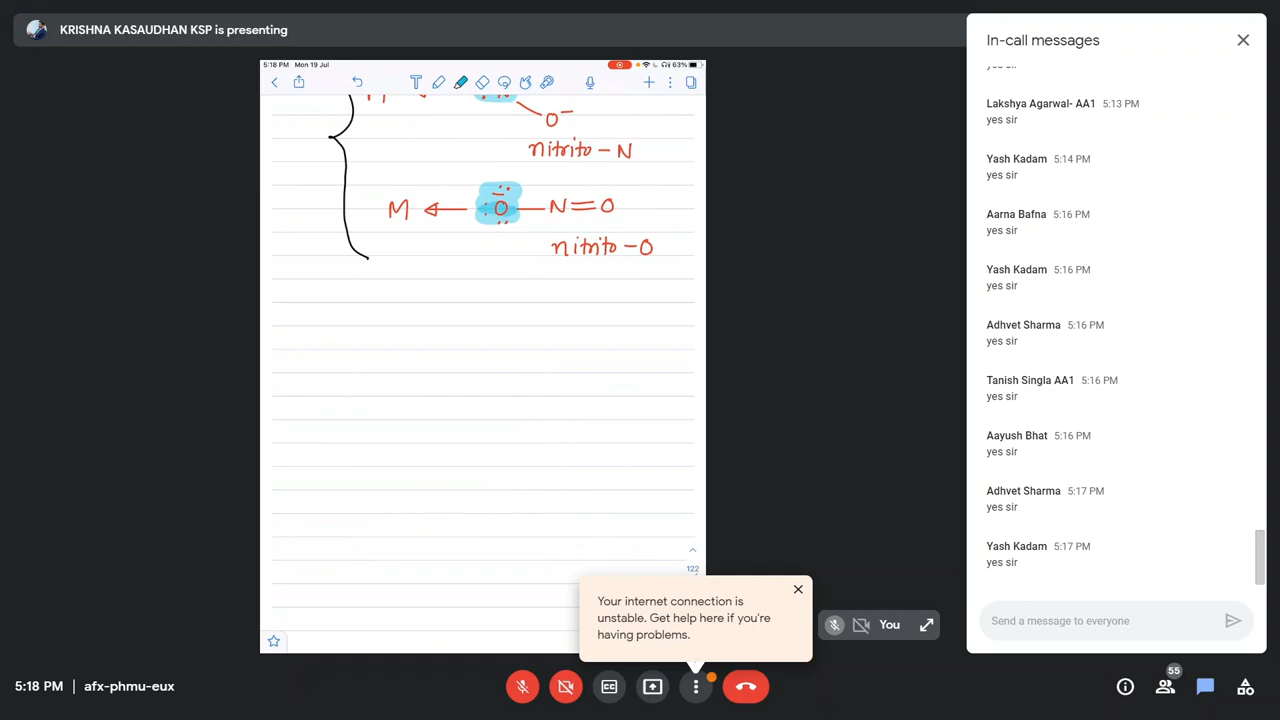 KRISHNA KASAUDHAN KSP is presenting
5:18 PM Mon 19 Jul
63%
O⁻
nitrito - N
M ← O — N = O
nitrito - O
122
Your internet connection is
unstable. Get help here if you're
having problems.
You
5:18 PM | afx-phmu-eux
In-call messages
Lakshya Agarwal- AA1 5:13 PM
yes sir
Yash Kadam 5:14 PM
yes sir
Aarna Bafna 5:16 PM
yes sir
Yash Kadam 5:16 PM
yes sir
Adhvet Sharma 5:16 PM
yes sir
Tanish Singla AA1 5:16 PM
yes sir
Aayush Bhat 5:16 PM
yes sir
Adhvet Sharma 5:17 PM
yes sir
Yash Kadam 5:17 PM
yes sir
Send a message to everyone
55